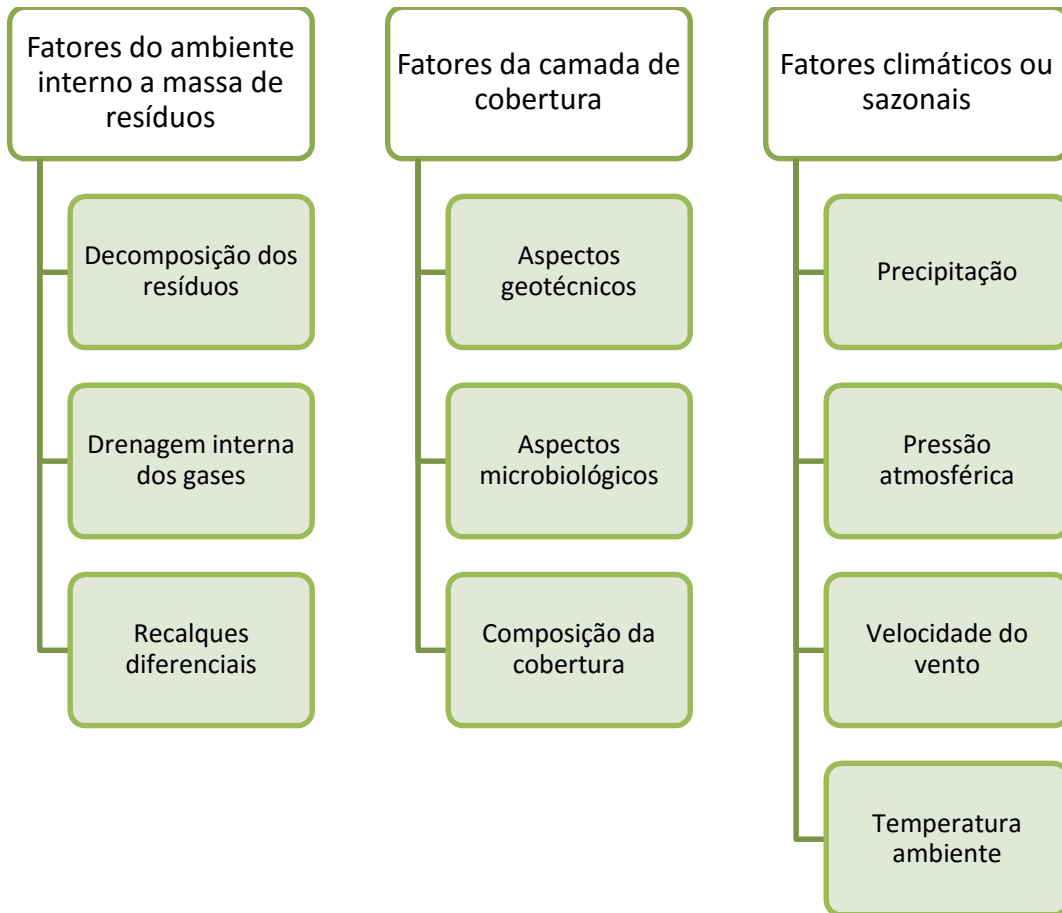 Fatores do ambiente
interno a massa de
resíduos
Decomposição dos
resíduos
Drenagem interna
dos gases
Recalques
diferenciais
Fatores da camada de
cobertura
Aspectos
geotécnicos
Aspectos
microbiológicos
Composição da
cobertura
Fatores climáticos ou
sazonais
Precipitação
Pressão
atmosférica
Velocidade do
vento
Temperatura
ambiente